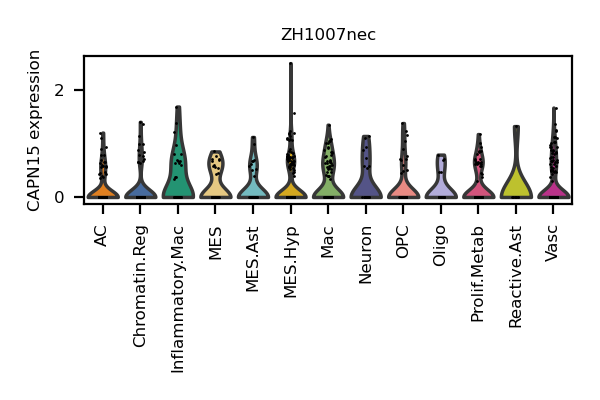 ZH1007nec
CAPN15 expression
2
0
AC
Chromatin.Reg
Inflammatory.Mac
MES
MES.Ast
MES.Hyp
Mac
Neuron
OPC
Oligo
Prolif.Metab
Reactive.Ast
Vasc